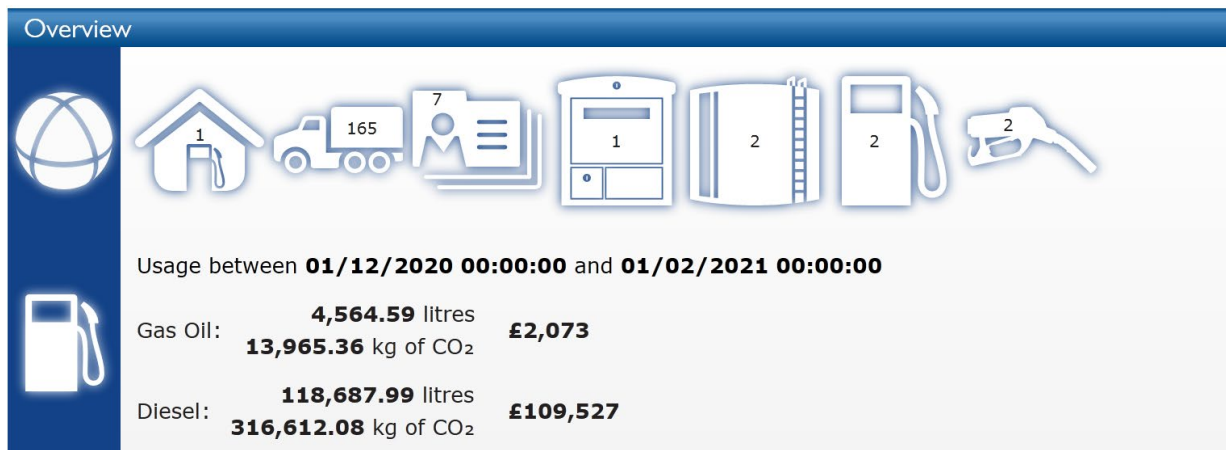 Overview
1
165
7
1
2
2
2
Usage between 01/12/2020 00:00:00 and 01/02/2021 00:00:00
Gas Oil: 4,564.59 litres £2,073
13,965.36 kg of CO₂
Diesel: 118,687.99 litres £109,527
316,612.08 kg of CO₂